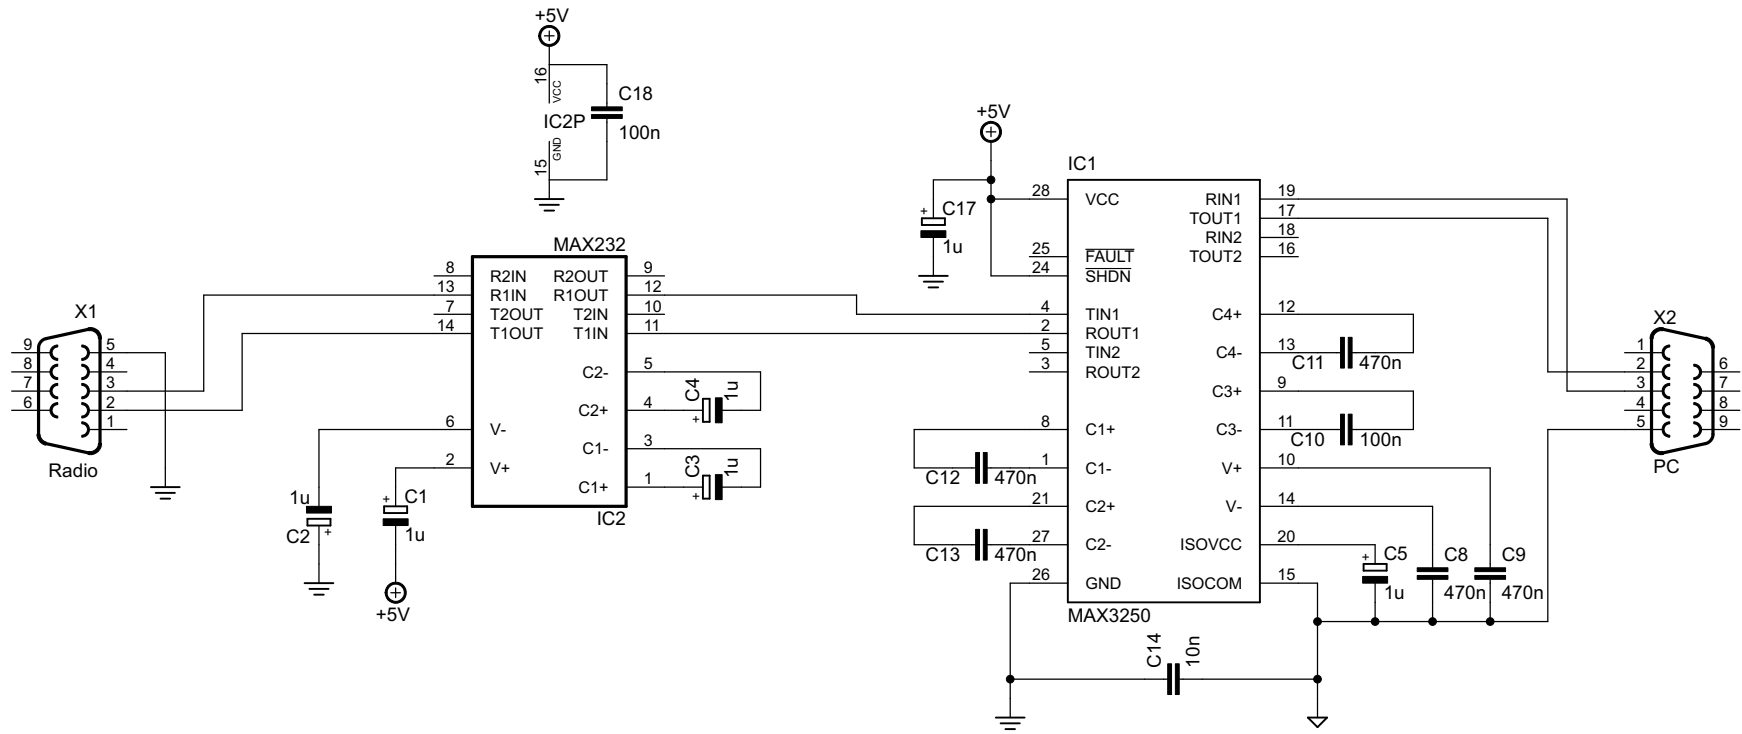 +5V
16
VCC
IC2P
GND
15
C18
100n
+5V
IC1
C17
1u
28 VCC
25 FAULT
24 SHDN
4 TIN1
2 ROUT1
5 TIN2
3 ROUT2
8 C1+
1 C1-
21 C2+
27 C2-
26 GND
RIN1 19
TOUT1 17
RIN2 18
TOUT2 16
C4+ 12
C4- 13
C3+ 9
C3- 11
V+ 10
V- 14
ISOVCC 20
ISOCOM 15
MAX3250
C11 470n
C10 100n
C12 470n
C13 470n
C5
1u
C8
470n
C9
470n
C14
10n
MAX232
8 R2IN R2OUT 9
13 R1IN R1OUT 12
7 T2OUT T2IN 10
14 T1OUT T1IN 11
C2- 5
C2+ 4
6 V-
C1- 3
2 V+
C1+ 1
IC2
C4
1u
C3
1u
1u
C2
C1
1u
+5V
+
+
+
+
+
+
X1
9 5
8 4
7 3
6 2
1
Radio
X2
1
2 6
3 7
4 8
5 9
PC